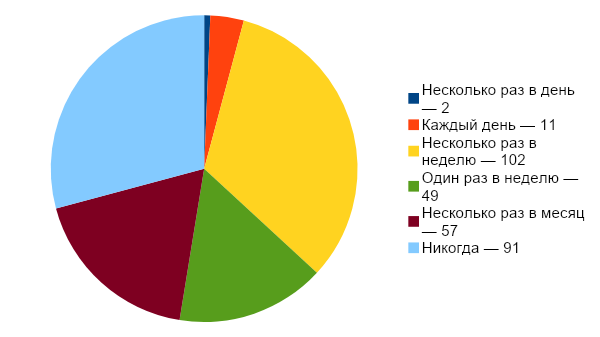 Несколько раз в день
— 2
Каждый день — 11
Несколько раз в
неделю — 102
Один раз в неделю —
49
Несколько раз в месяц
— 57
Никогда — 91